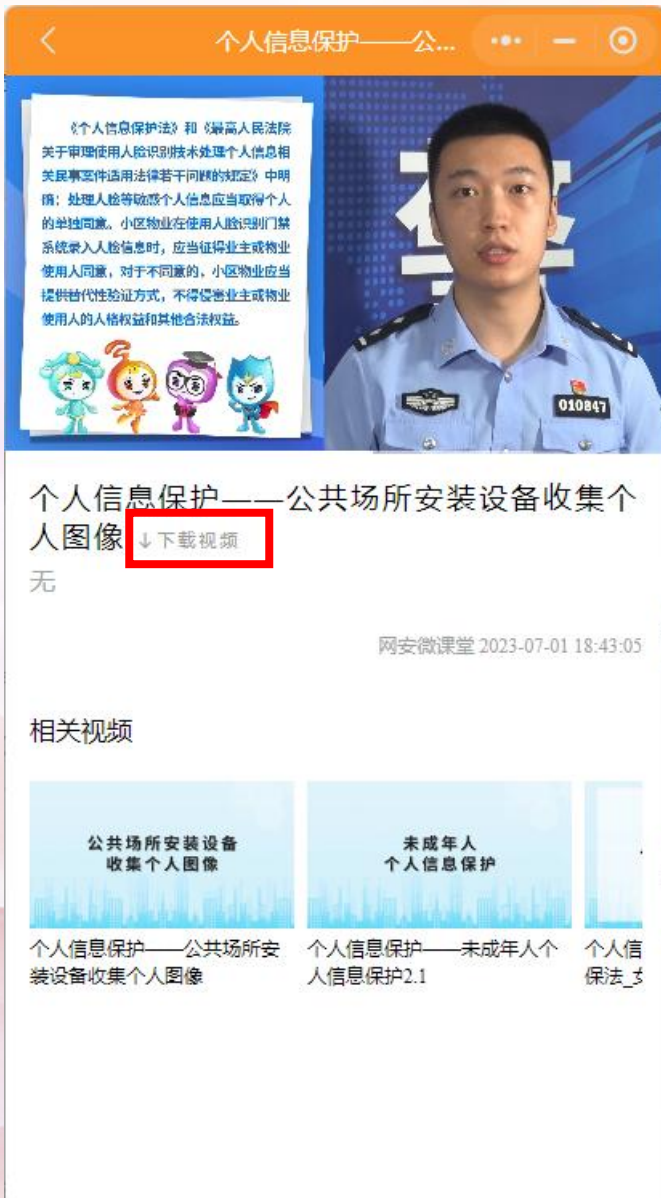 个人信息保护——公...
《个人信息保护法》和《最高人民法院
关于审理使用人脸识别技术处理个人信息相
关民事案件适用法律若干问题的规定》中明
确：处理人脸等敏感个人信息应当取得个人
的单独同意。小区物业在使用人脸识别门禁
系统录入人脸信息时，应当征得业主或物业
使用人同意，对于不同意的，小区物业应当
提供替代性验证方式，不得侵害业主或物业
使用人的人格权益和其他合法权益。
010847
个人信息保护——公共场所安装设备收集个
人图像 ↓下载视频
无
网安微课堂 2023-07-01 18:43:05
相关视频
公共场所安装设备
收集个人图像
未成年人
个人信息保护
个人信息保护——公共场所安
装设备收集个人图像
个人信息保护——未成年人个
人信息保护2.1
个人信
保法_